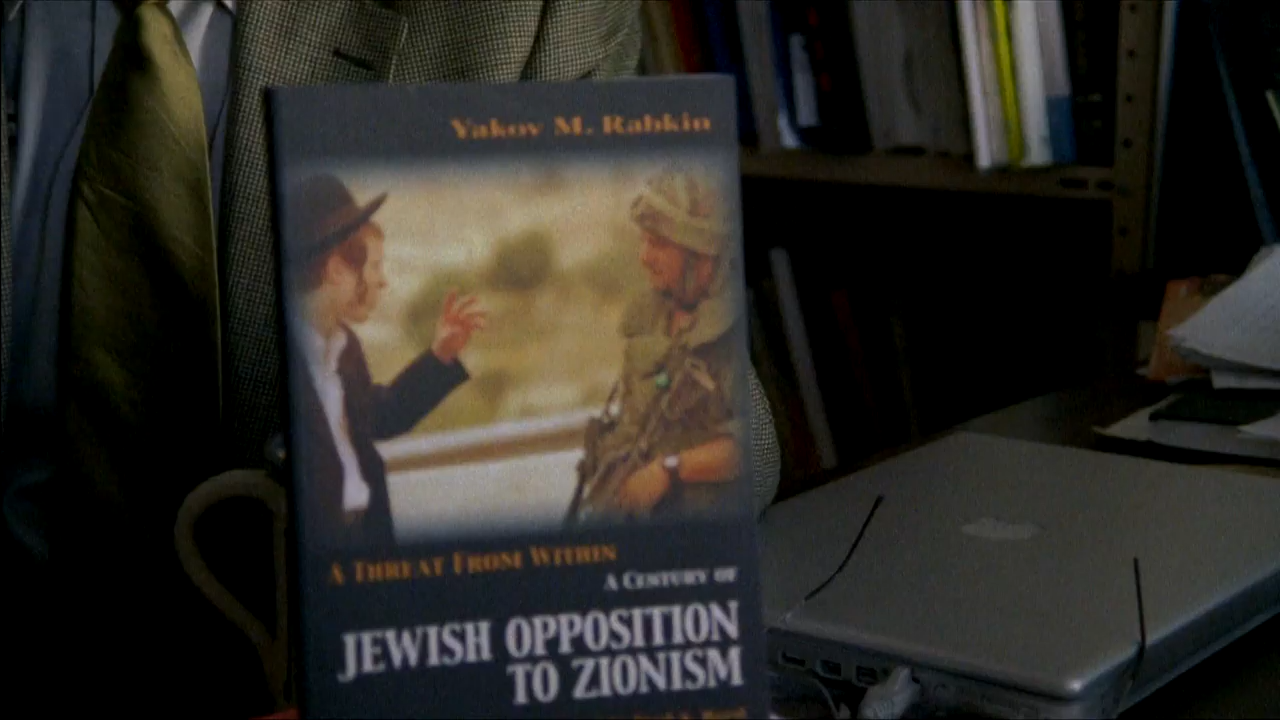 Yakov M. Rabkin
A THREAT FROM WITHIN
A CENTURY OF
JEWISH OPPOSITION
TO ZIONISM